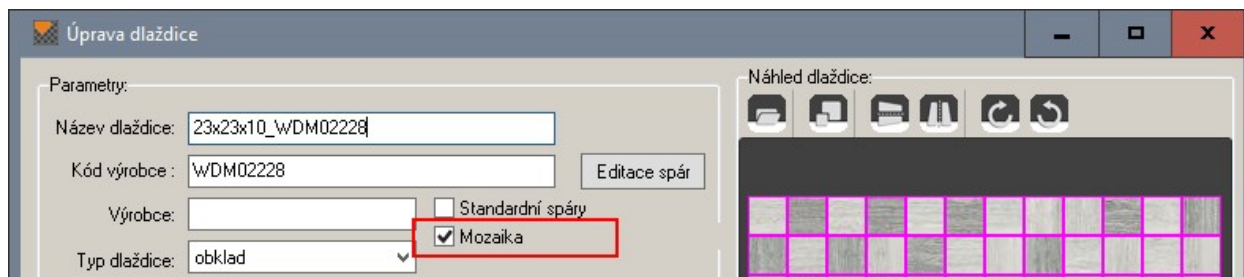 Úprava dlaždice
Parametry:
Název dlaždice: 23x23x10_WDM02228
Kód výrobce : WDM02228 Editace spár
Výrobce: Standardní spáry
Mozaika
Typ dlaždice: obklad
Náhled dlaždice: